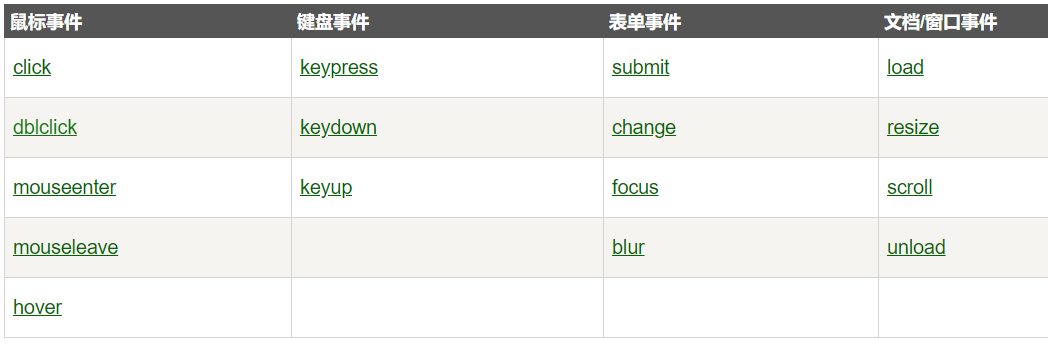 鼠标事件 键盘事件 表单事件 文档/窗口事件
click keypress submit load
dblclick keydown change resize
mouseenter keyup focus scroll
mouseleave blur unload
hover